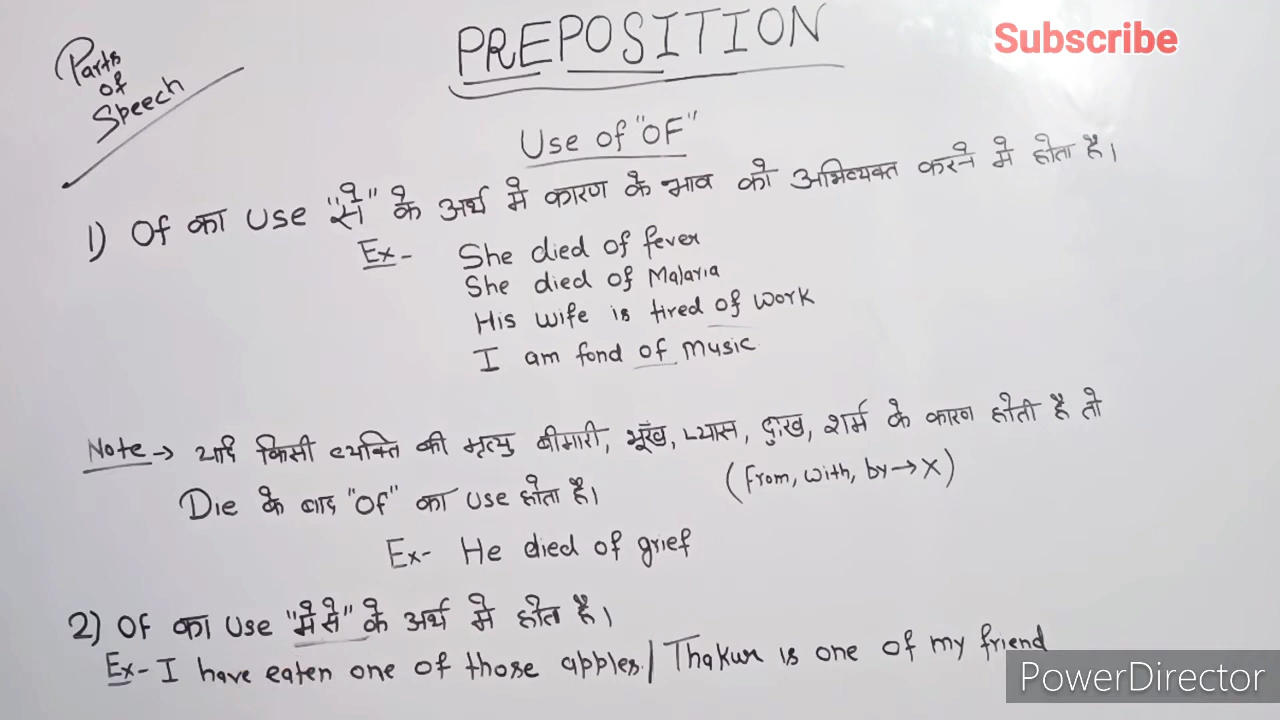 Parts
of
Speech
PREPOSITION
Subscribe
Use of "OF"
1) Of का use "से" के अर्थ मे कारण के भाव को अभिव्यक्त करने मे होता है।
Ex- She died of fever
She died of Malaria
His wife is tired of work
I am fond of music
Note → यदि किसी व्यक्ति की मृत्यु बीमारी, भूँख, प्यास, दुःख, शर्म के कारण होती है तो
Die के बाद "Of" का use होता है। (from, with, by → X)
Ex- He died of grief
2) Of का use "मे से" के अर्थ मे होता है।
Ex- I have eaten one of those apples. / Thakur is one of my friend
PowerDirector